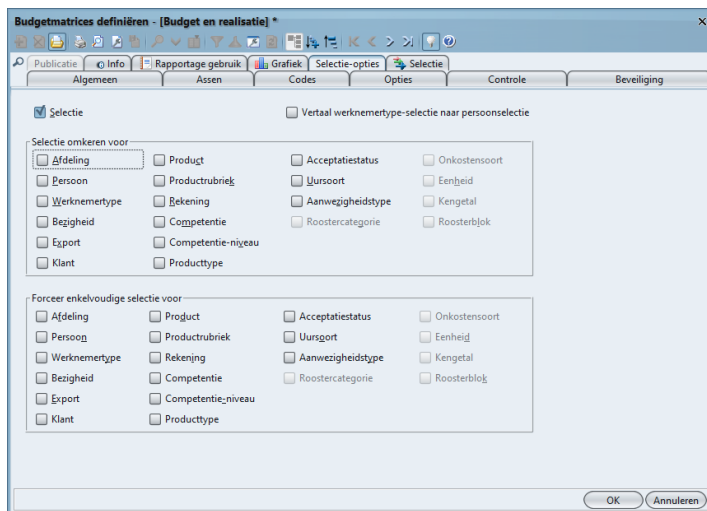 Budgetmatrices definiëren - [Budget en realisatie] *
Publicatie Info Rapportage gebruik Grafiek Selectie-opties Selectie
Algemeen Assen Codes Opties Controle Beveiliging
Selectie Vertaal werknemertype-selectie naar persoonselectie
Selectie omkeren voor
Afdeling Product Acceptatiestatus Onkostensoort
Persoon Productrubriek Uursoort Eenheid
Werknemertype Rekening Aanwezigheidstype Kengetal
Bezigheid Competentie Roostercategorie Roosterblok
Export Competentie-niveau
Klant Producttype
Forceer enkelvoudige selectie voor
Afdeling Product Acceptatiestatus Onkostensoort
Persoon Productrubriek Uursoort Eenheid
Werknemertype Rekening Aanwezigheidstype Kengetal
Bezigheid Competentie Roostercategorie Roosterblok
Export Competentie-niveau
Klant Producttype
OK Annuleren